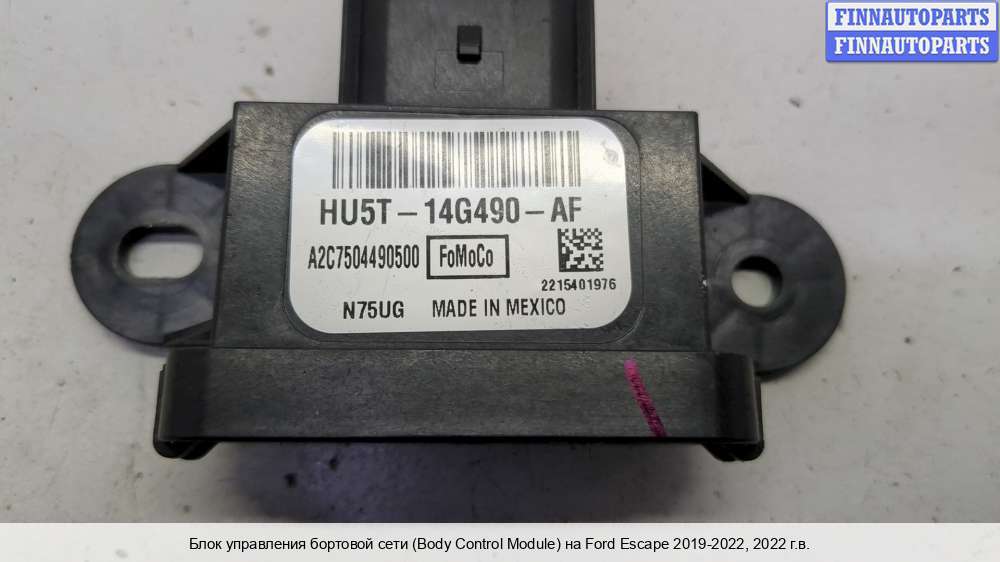 FINNAUTOPARTS
FINNAUTOPARTS
HU5T-14G490-AF
A2C7504490500 FoMoCo
2215401976
N75UG MADE IN MEXICO
Блок управления бортовой сети (Body Control Module) на Ford Escape 2019-2022, 2022 г.в.